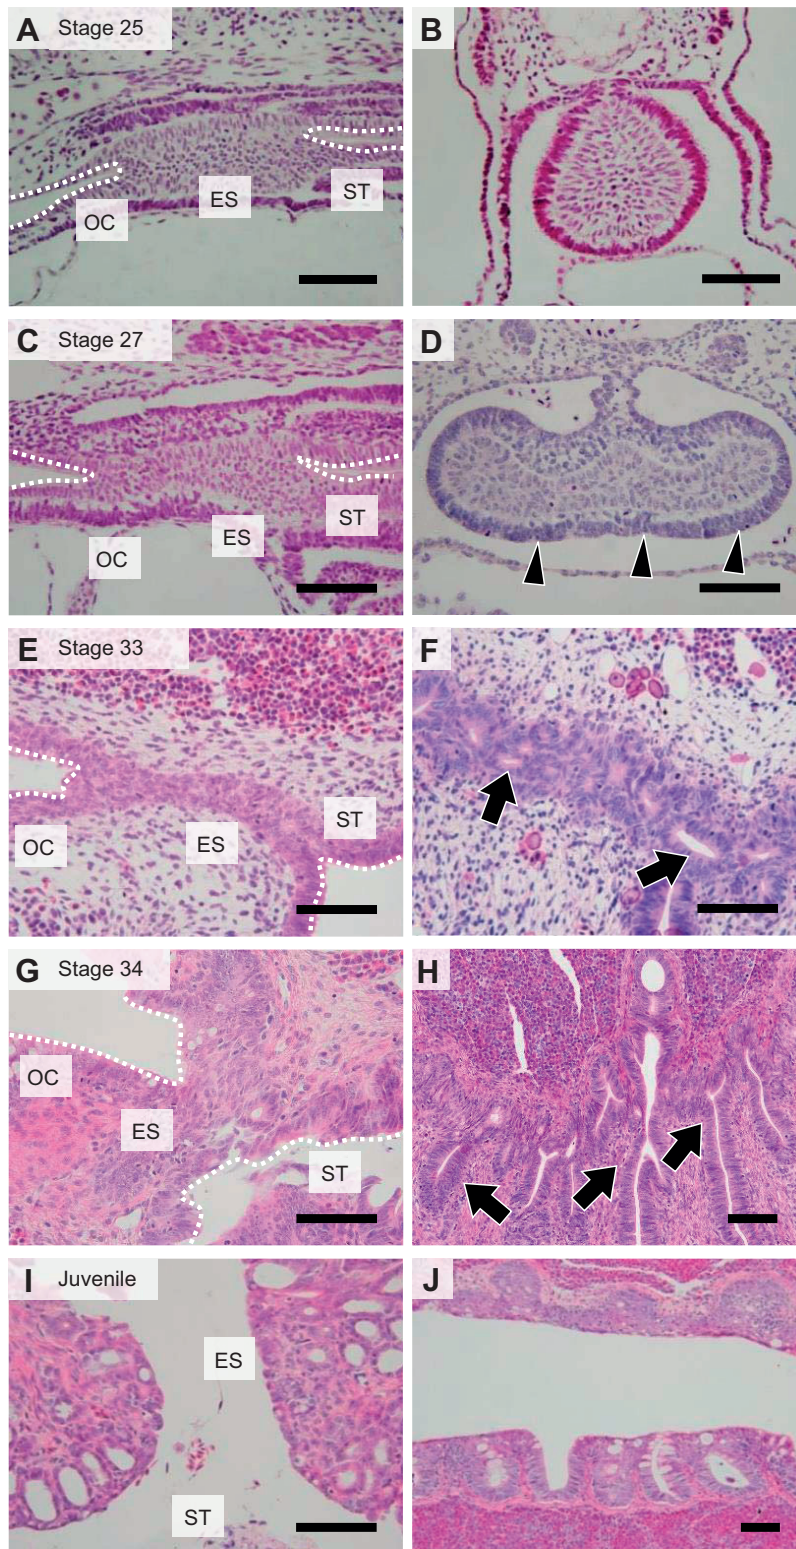 A Stage 25
B
OC
ES
ST
C Stage 27
D
OC
ES
ST
E Stage 33
F
OC
ES
ST
G Stage 34
H
OC
ES
ST
I Juvenile
J
ES
ST